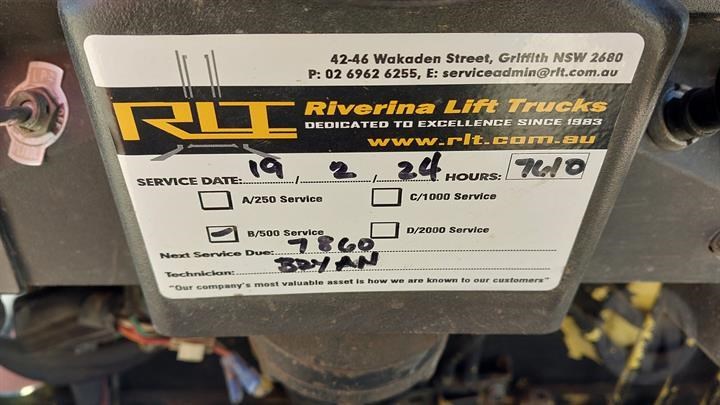 42-46 Wakaden Street, Griffith NSW 2680
P: 02 6962 6255, E: serviceadmin@rlt.com.au
RLT Riverina Lift Trucks
DEDICATED TO EXCELLENCE SINCE 1983
www.rlt.com.au
SERVICE DATE: 19 / 2 / 24 HOURS: 7610
A/250 Service C/1000 Service
B/500 Service D/2000 Service
Next Service Due: 7860
Technician: BRYAN
"Our company's most valuable asset is how we are known to our customers"